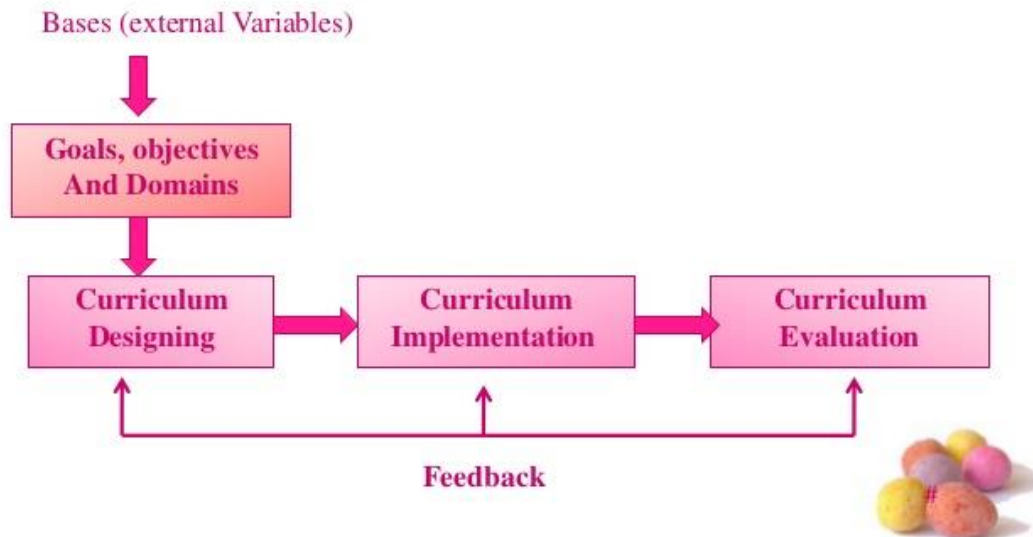 Bases (external Variables)
Goals, objectives
And Domains
Curriculum
Designing
Curriculum
Implementation
Curriculum
Evaluation
Feedback
#